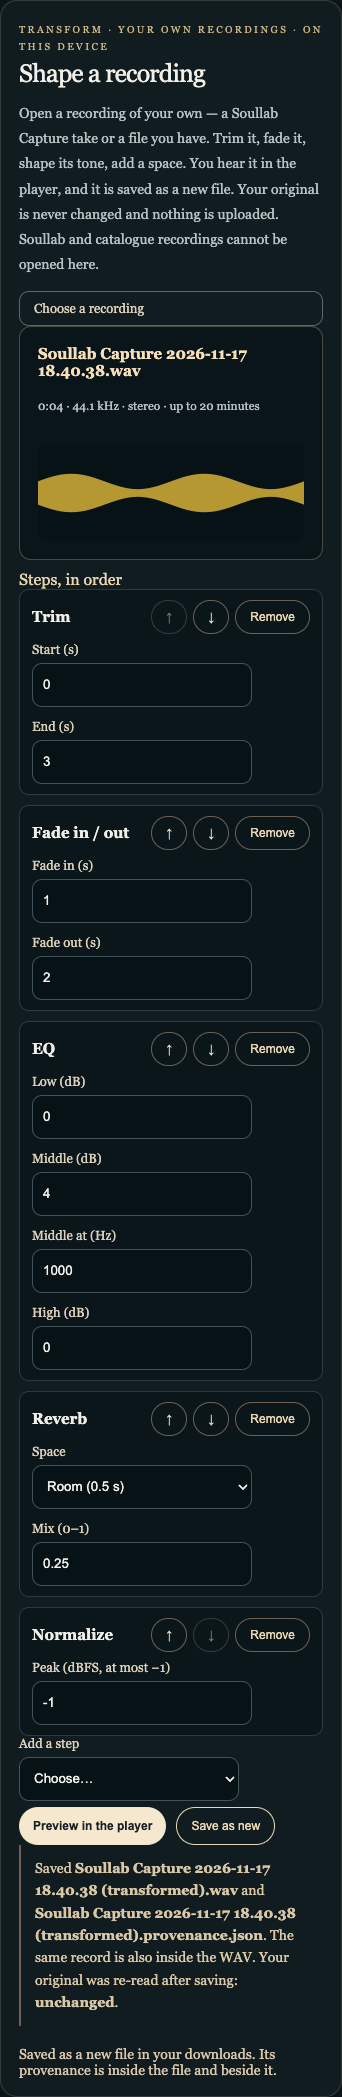 TRANSFORM · YOUR OWN RECORDINGS · ON
THIS DEVICE
Shape a recording
Open a recording of your own — a Soullab
Capture take or a file you have. Trim it, fade it,
shape its tone, add a space. You hear it in the
player, and it is saved as a new file. Your original
is never changed and nothing is uploaded.
Soullab and catalogue recordings cannot be
opened here.
Choose a recording
Soullab Capture 2026-11-17
18.40.38.wav
0:04 · 44.1 kHz · stereo · up to 20 minutes
Steps, in order
Trim ↑ ↓ Remove
Start (s)
0
End (s)
3
Fade in / out ↑ ↓ Remove
Fade in (s)
1
Fade out (s)
2
EQ ↑ ↓ Remove
Low (dB)
0
Middle (dB)
4
Middle at (Hz)
1000
High (dB)
0
Reverb ↑ ↓ Remove
Space
Room (0.5 s)
Mix (0–1)
0.25
Normalize ↑ ↓ Remove
Peak (dBFS, at most −1)
-1
Add a step
Choose…
Preview in the player Save as new
Saved Soullab Capture 2026-11-17
18.40.38 (transformed).wav and
Soullab Capture 2026-11-17 18.40.38
(transformed).provenance.json. The
same record is also inside the WAV. Your
original was re-read after saving:
unchanged.
Saved as a new file in your downloads. Its
provenance is inside the file and beside it.